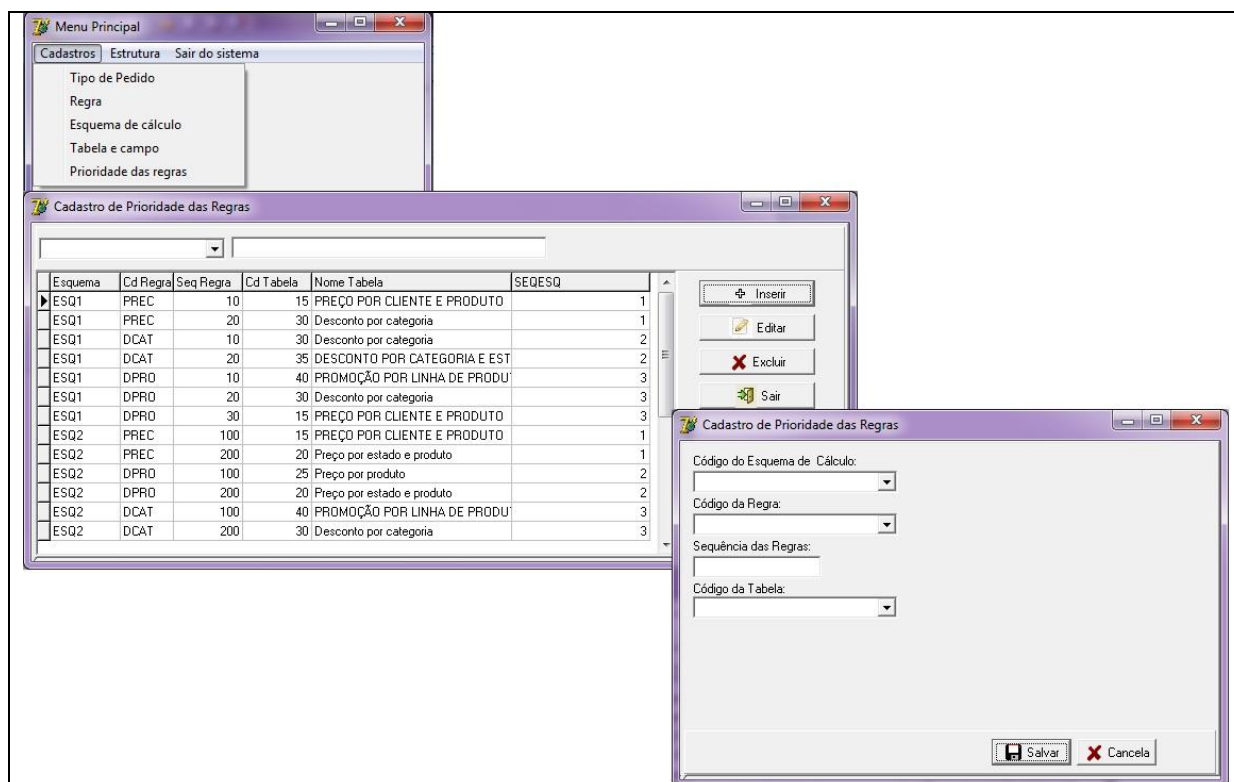 Menu Principal
Cadastros Estrutura Sair do sistema
Tipo de Pedido
Regra
Esquema de cálculo
Tabela e campo
Prioridade das regras
Cadastro de Prioridade das Regras
Esquema Cd Regra Seq Regra Cd Tabela Nome Tabela SEQESQ
ESQ1 PREC 10 15 PREÇO POR CLIENTE E PRODUTO 1
ESQ1 PREC 20 30 Desconto por categoria 1
ESQ1 DCAT 10 30 Desconto por categoria 2
ESQ1 DCAT 20 35 DESCONTO POR CATEGORIA E EST 2
ESQ1 DPRO 10 40 PROMOÇÃO POR LINHA DE PRODU 3
ESQ1 DPRO 20 30 Desconto por categoria 3
ESQ1 DPRO 30 15 PREÇO POR CLIENTE E PRODUTO 3
ESQ2 PREC 100 15 PREÇO POR CLIENTE E PRODUTO 1
ESQ2 PREC 200 20 Preço por estado e produto 1
ESQ2 DPRO 100 25 Preço por produto 2
ESQ2 DPRO 200 20 Preço por estado e produto 2
ESQ2 DCAT 100 40 PROMOÇÃO POR LINHA DE PRODU 3
ESQ2 DCAT 200 30 Desconto por categoria 3
Inserir
Editar
Excluir
Sair
Cadastro de Prioridade das Regras
Código do Esquema de Cálculo:
Código da Regra:
Sequência das Regras:
Código da Tabela:
Salvar Cancela